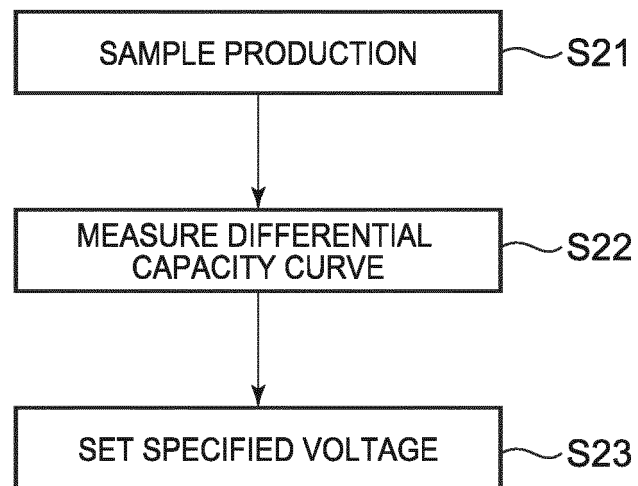 SAMPLE PRODUCTION
S21
MEASURE DIFFERENTIAL
CAPACITY CURVE
S22
SET SPECIFIED VOLTAGE
S23